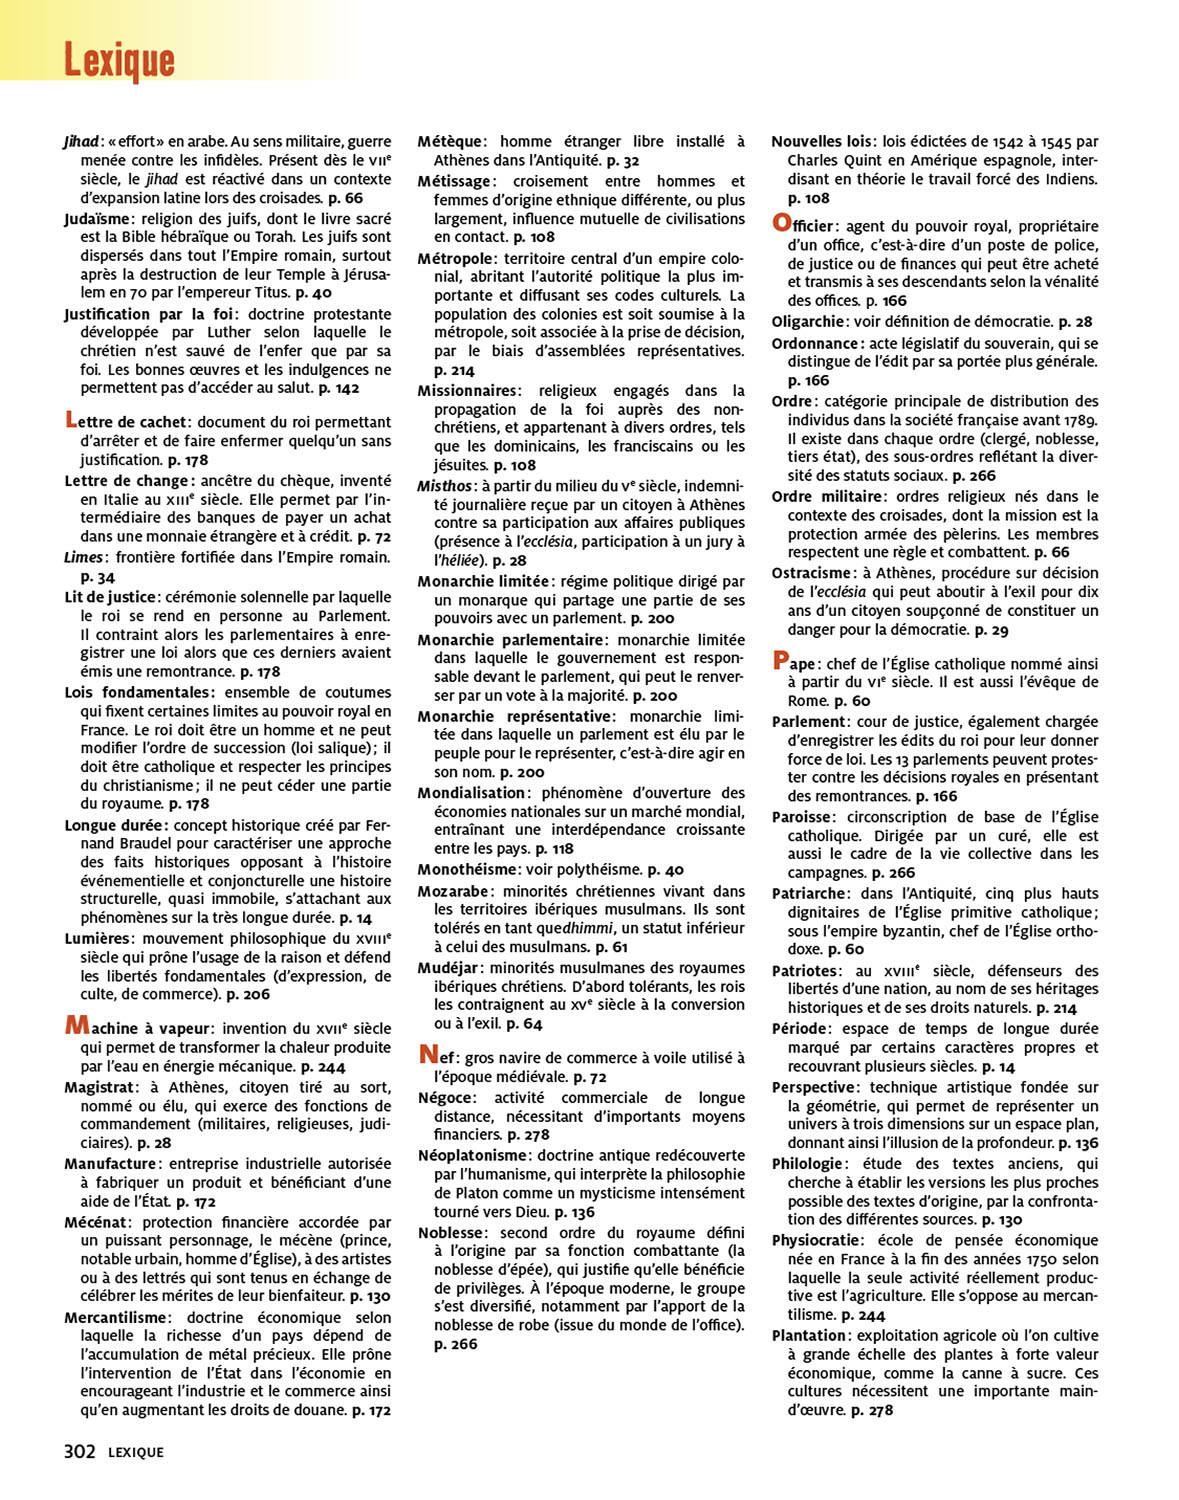 Lexique
Jihad : « effort » en arabe. Au sens militaire, guerre
menée contre les infidèles. Présent dès le VIIe
siècle, le jihad est réactivé dans un contexte
d’expansion latine lors des croisades. p. 66
Judaïsme : religion des juifs, dont le livre sacré
est la Bible hébraïque ou Torah. Les juifs sont
dispersés dans tout l’Empire romain, surtout
après la destruction de leur Temple à Jérusa-
lem en 70 par l’empereur Titus. p. 40
Justification par la foi : doctrine protestante
développée par Luther selon laquelle le
chrétien n’est sauvé de l’enfer que par sa
foi. Les bonnes œuvres et les indulgences ne
permettent pas d’accéder au salut. p. 142
Lettre de cachet : document du roi permettant
d’arrêter et de faire enfermer quelqu’un sans
justification. p. 178
Lettre de change : ancêtre du chèque, inventé
en Italie au XIIIe siècle. Elle permet par l’in-
termédiaire des banques de payer un achat
dans une monnaie étrangère et à crédit. p. 72
Limes : frontière fortifiée dans l’Empire romain.
p. 34
Lit de justice : cérémonie solennelle par laquelle
le roi se rend en personne au Parlement.
Il contraint alors les parlementaires à enre-
gistrer une loi alors que ces derniers avaient
émis une remontrance. p. 178
Lois fondamentales : ensemble de coutumes
qui fixent certaines limites au pouvoir royal en
France. Le roi doit être un homme et ne peut
modifier l’ordre de succession (loi salique) ; il
doit être catholique et respecter les principes
du christianisme ; il ne peut céder une partie
du royaume. p. 178
Longue durée : concept historique créé par Fer-
nand Braudel pour caractériser une approche
des faits historiques opposant à l’histoire
événementielle et conjoncturelle une histoire
structurelle, quasi immobile, s’attachant aux
phénomènes sur la très longue durée. p. 14
Lumières : mouvement philosophique du XVIIIe
siècle qui prône l’usage de la raison et défend
les libertés fondamentales (d’expression, de
culte, de commerce). p. 206
Machine à vapeur : invention du XVIIe siècle
qui permet de transformer la chaleur produite
par l’eau en énergie mécanique. p. 244
Magistrat : à Athènes, citoyen tiré au sort,
nommé ou élu, qui exerce des fonctions de
commandement (militaires, religieuses, judi-
ciaires). p. 28
Manufacture : entreprise industrielle autorisée
à fabriquer un produit et bénéficiant d’une
aide de l’État. p. 172
Mécénat : protection financière accordée par
un puissant personnage, le mécène (prince,
notable urbain, homme d’Église), à des artistes
ou à des lettrés qui sont tenus en échange de
célébrer les mérites de leur bienfaiteur. p. 130
Mercantilisme : doctrine économique selon
laquelle la richesse d’un pays dépend de
l’accumulation de métal précieux. Elle prône
l’intervention de l’État dans l’économie en
encourageant l’industrie et le commerce ainsi
qu’en augmentant les droits de douane. p. 172
Métèque : homme étranger libre installé à
Athènes dans l’Antiquité. p. 32
Métissage : croisement entre hommes et
femmes d’origine ethnique différente, ou plus
largement, influence mutuelle de civilisations
en contact. p. 108
Métropole : territoire central d’un empire colo-
nial, abritant l’autorité politique la plus im-
portante et diffusant ses codes culturels. La
population des colonies est soit soumise à la
métropole, soit associée à la prise de décision,
par le biais d’assemblées représentatives.
p. 214
Missionnaires : religieux engagés dans la
propagation de la foi auprès des non-
chrétiens, et appartenant à divers ordres, tels
que les dominicains, les franciscains ou les
jésuites. p. 108
Misthos : à partir du milieu du Ve siècle, indemni-
té journalière reçue par un citoyen à Athènes
contre sa participation aux affaires publiques
(présence à l’ecclésia, participation à un jury à
l’héliée). p. 28
Monarchie limitée : régime politique dirigé par
un monarque qui partage une partie de ses
pouvoirs avec un parlement. p. 200
Monarchie parlementaire : monarchie limitée
dans laquelle le gouvernement est respon-
sable devant le parlement, qui peut le renver-
ser par un vote à la majorité. p. 200
Monarchie représentative : monarchie limi-
tée dans laquelle un parlement est élu par le
peuple pour le représenter, c’est-à-dire agir en
son nom. p. 200
Mondialisation : phénomène d’ouverture des
économies nationales sur un marché mondial,
entraînant une interdépendance croissante
entre les pays. p. 118
Monothéisme : voir polythéisme. p. 40
Mozarabe : minorités chrétiennes vivant dans
les territoires ibériques musulmans. Ils sont
tolérés en tant quedhimmi, un statut inférieur
à celui des musulmans. p. 61
Mudéjar : minorités musulmanes des royaumes
ibériques chrétiens. D’abord tolérants, les rois
les contraignent au XVe siècle à la conversion
ou à l’exil. p. 64
Nef : gros navire de commerce à voile utilisé à
l’époque médiévale. p. 72
Négoce : activité commerciale de longue
distance, nécessitant d’importants moyens
financiers. p. 278
Néoplatonisme : doctrine antique redécouverte
par l’humanisme, qui interprète la philosophie
de Platon comme un mysticisme intensément
tourné vers Dieu. p. 136
Noblesse : second ordre du royaume défini
à l’origine par sa fonction combattante (la
noblesse d’épée), qui justifie qu’elle bénéficie
de privilèges. À l’époque moderne, le groupe
s’est diversifié, notamment par l’apport de la
noblesse de robe (issue du monde de l’office).
p. 266
Nouvelles lois : lois édictées de 1542 à 1545 par
Charles Quint en Amérique espagnole, inter-
disant en théorie le travail forcé des Indiens.
p. 108
Officier : agent du pouvoir royal, propriétaire
d’un office, c’est-à-dire d’un poste de police,
de justice ou de finances qui peut être acheté
et transmis à ses descendants selon la vénalité
des offices. p. 166
Oligarchie : voir définition de démocratie. p. 28
Ordonnance : acte législatif du souverain, qui se
distingue de l’édit par sa portée plus générale.
p. 166
Ordre : catégorie principale de distribution des
individus dans la société française avant 1789.
Il existe dans chaque ordre (clergé, noblesse,
tiers état), des sous-ordres reflétant la diver-
sité des statuts sociaux. p. 266
Ordre militaire : ordres religieux nés dans le
contexte des croisades, dont la mission est la
protection armée des pèlerins. Les membres
respectent une règle et combattent. p. 66
Ostracisme : à Athènes, procédure sur décision
de l’ecclésia qui peut aboutir à l’exil pour dix
ans d’un citoyen soupçonné de constituer un
danger pour la démocratie. p. 29
Pape : chef de l’Église catholique nommé ainsi
à partir du VIe siècle. Il est aussi l’évêque de
Rome. p. 60
Parlement : cour de justice, également chargée
d’enregistrer les édits du roi pour leur donner
force de loi. Les 13 parlements peuvent protes-
ter contre les décisions royales en présentant
des remontrances. p. 166
Paroisse : circonscription de base de l’Église
catholique. Dirigée par un curé, elle est
aussi le cadre de la vie collective dans les
campagnes. p. 266
Patriarche : dans l’Antiquité, cinq plus hauts
dignitaires de l’Église primitive catholique ;
sous l’empire byzantin, chef de l’Église ortho-
doxe. p. 60
Patriotes : au XVIIIe siècle, défenseurs des
libertés d’une nation, au nom de ses héritages
historiques et de ses droits naturels. p. 214
Période : espace de temps de longue durée
marqué par certains caractères propres et
recouvrant plusieurs siècles. p. 14
Perspective : technique artistique fondée sur
la géométrie, qui permet de représenter un
univers à trois dimensions sur un espace plan,
donnant ainsi l’illusion de la profondeur. p. 136
Philologie : étude des textes anciens, qui
cherche à établir les versions les plus proches
possible des textes d’origine, par la confronta-
tion des différentes sources. p. 130
Physiocratie : école de pensée économique
née en France à la fin des années 1750 selon
laquelle la seule activité réellement produc-
tive est l’agriculture. Elle s’oppose au mercan-
tilisme. p. 244
Plantation : exploitation agricole où l’on cultive
à grande échelle des plantes à forte valeur
économique, comme la canne à sucre. Ces
cultures nécessitent une importante main-
d’œuvre. p. 278
302 LEXIQUE